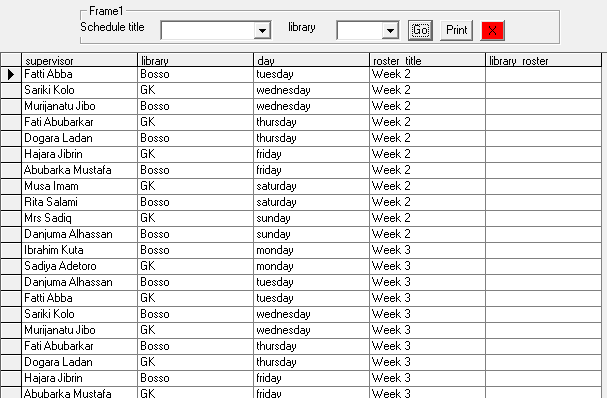 Frame1
Schedule title library Go Print X
supervisor library day roster_title library_roster
Fatti Abba Bosso tuesday Week 2
Sariki Kolo GK wednesday Week 2
Murijanatu Jibo Bosso wednesday Week 2
Fati Abubarkar GK thursday Week 2
Dogara Ladan Bosso thursday Week 2
Hajara Jibrin GK friday Week 2
Abubarka Mustafa Bosso friday Week 2
Musa Imam GK saturday Week 2
Rita Salami Bosso saturday Week 2
Mrs Sadiq GK sunday Week 2
Danjuma Alhassan Bosso sunday Week 2
Ibrahim Kuta Bosso monday Week 3
Sadiya Adetoro GK monday Week 3
Danjuma Alhassan Bosso tuesday Week 3
Fatti Abba GK tuesday Week 3
Sariki Kolo Bosso wednesday Week 3
Murijanatu Jibo GK wednesday Week 3
Fati Abubarkar Bosso thursday Week 3
Dogara Ladan GK thursday Week 3
Hajara Jibrin Bosso friday Week 3
Abubarka Mustafa GK friday Week 3